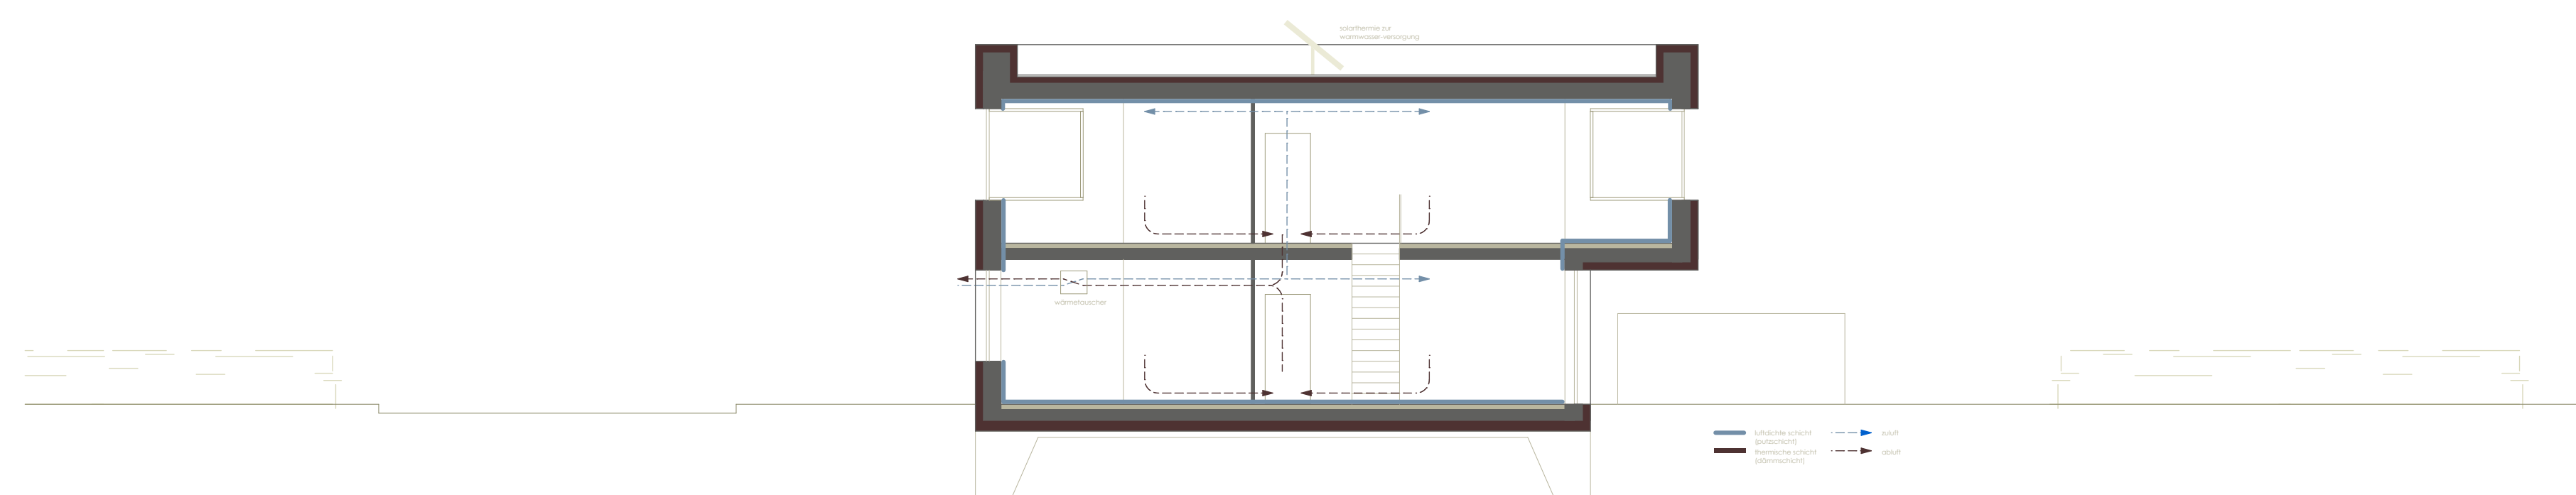 solarthermie zur
warmwasser-versorgung
wärmetauscher
luftdichte schicht
(putzschicht)
thermische schicht
(dämmschicht)
zuluft
abluft